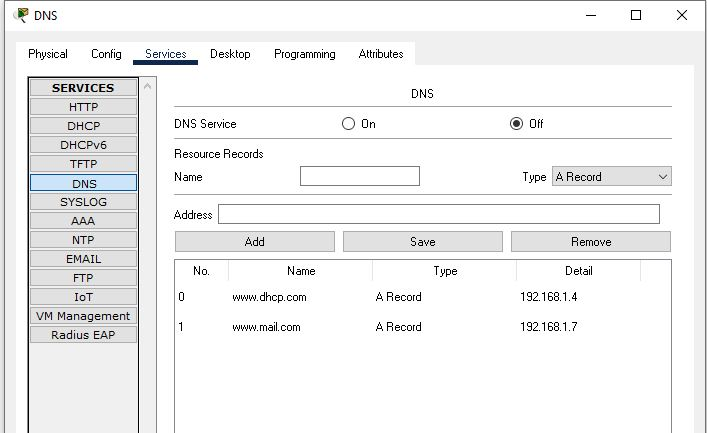 DNS
Physical Config Services Desktop Programming Attributes
SERVICES
HTTP
DHCP
DHCPv6
TFTP
DNS
SYSLOG
AAA
NTP
EMAIL
FTP
IoT
VM Management
Radius EAP
DNS
DNS Service On Off
Resource Records
Name Type A Record
Address
Add Save Remove
No. Name Type Detail
0 www.dhcp.com A Record 192.168.1.4
1 www.mail.com A Record 192.168.1.7